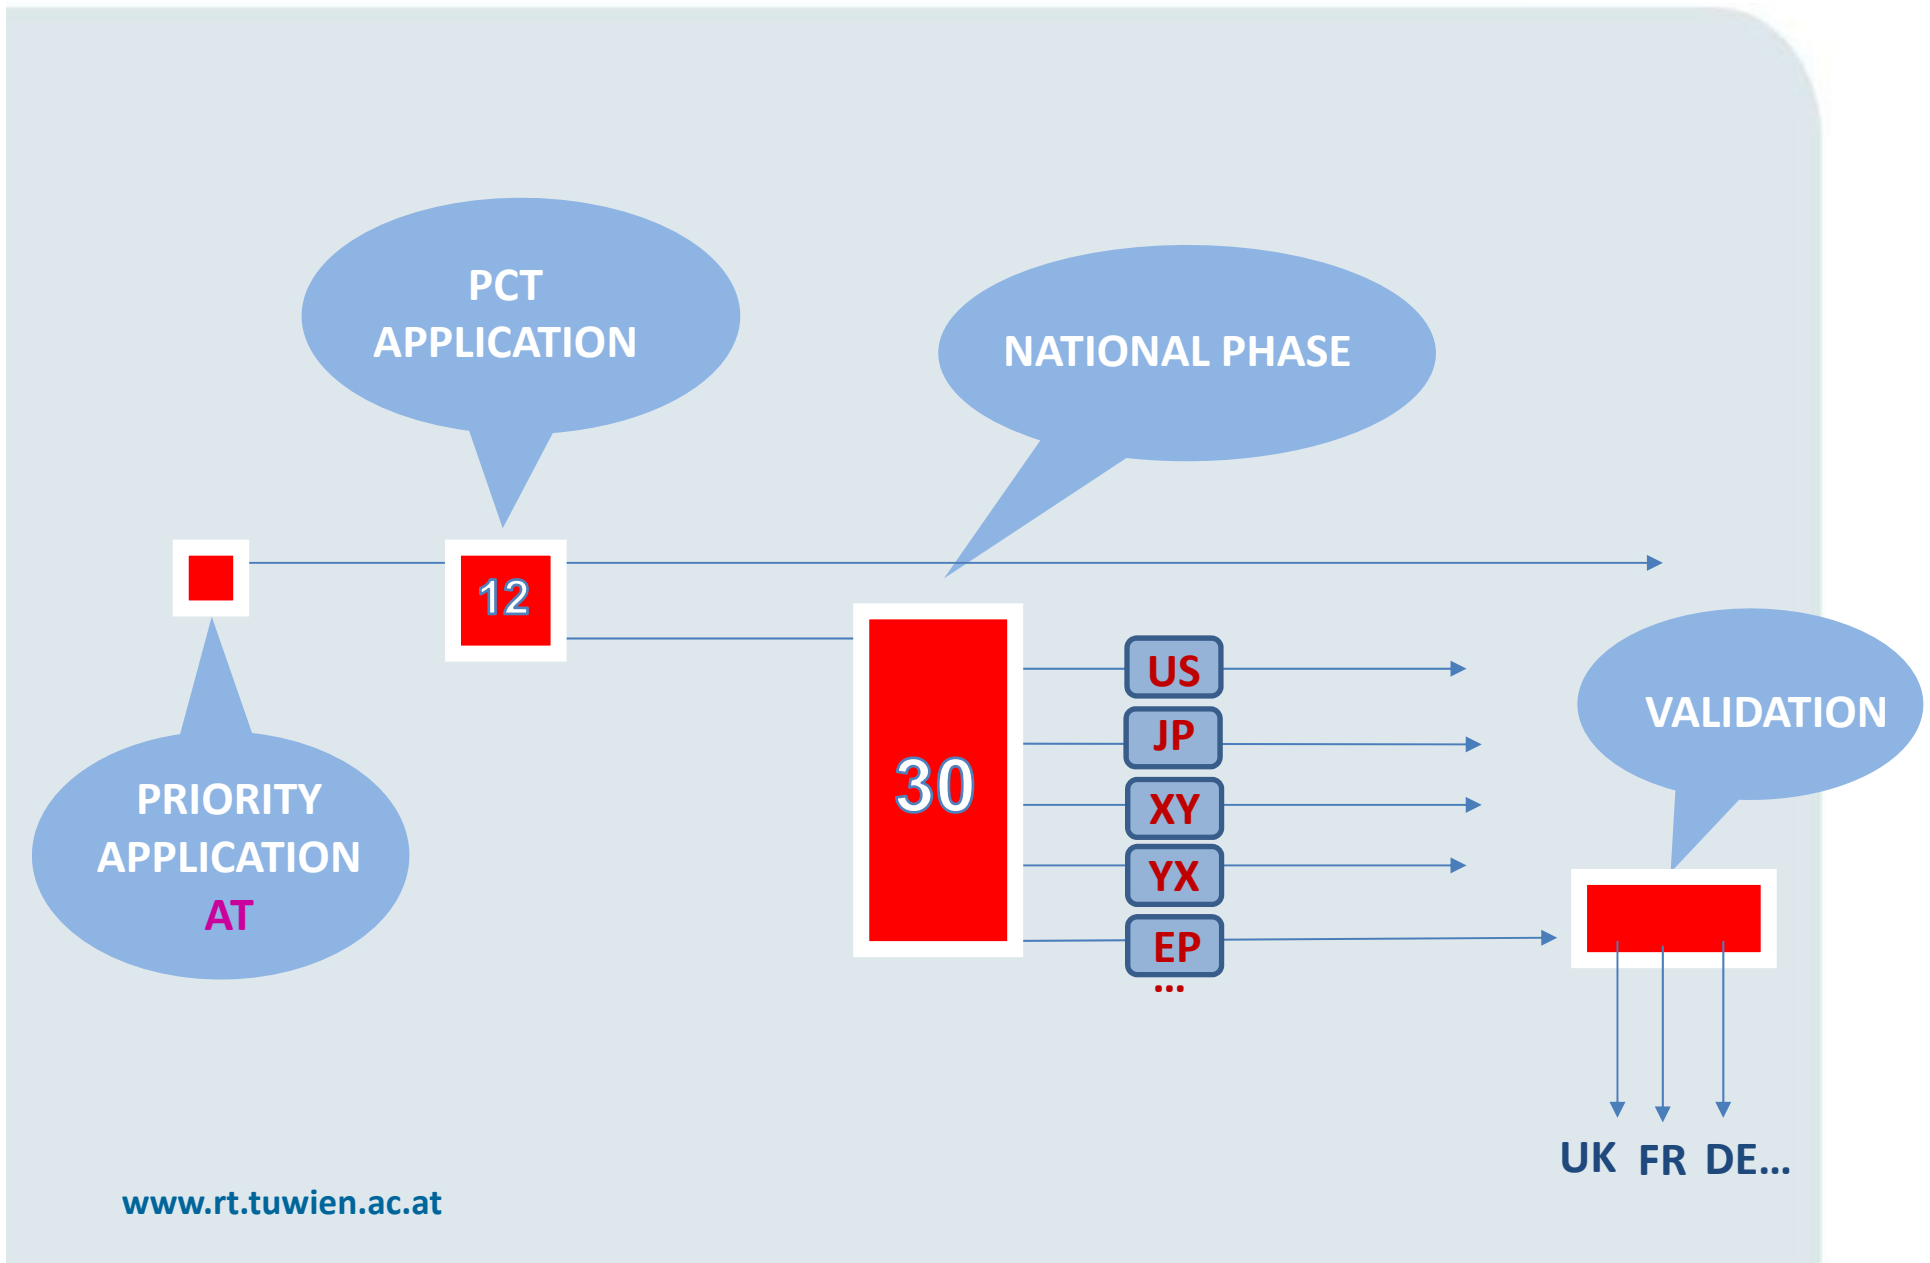 PCT
APPLICATION
NATIONAL PHASE
12
US
JP
XY
YX
EP
...
30
VALIDATION
PRIORITY
APPLICATION
AT
UK FR DE...
www.rt.tuwien.ac.at